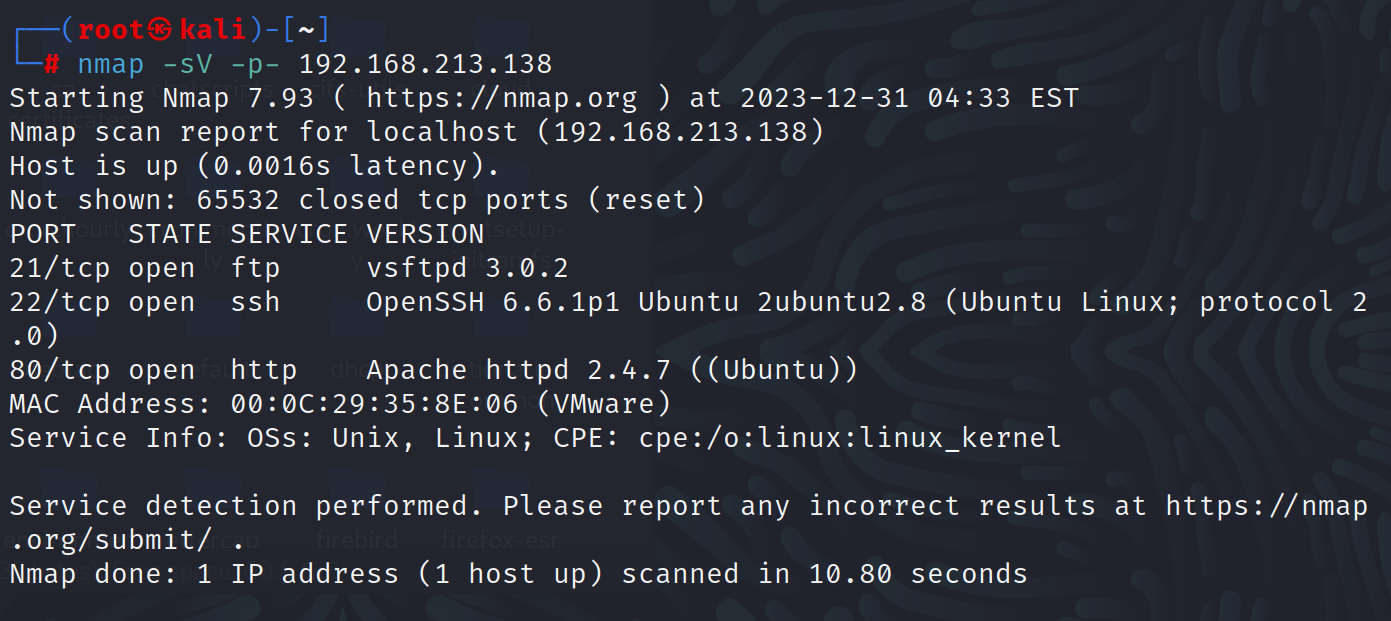 ┌──(root㉿kali)-[~]
└─# nmap -sV -p- 192.168.213.138
Starting Nmap 7.93 ( https://nmap.org ) at 2023-12-31 04:33 EST
Nmap scan report for localhost (192.168.213.138)
Host is up (0.0016s latency).
Not shown: 65532 closed tcp ports (reset)
PORT   STATE SERVICE VERSION
21/tcp open  ftp     vsftpd 3.0.2
22/tcp open  ssh     OpenSSH 6.6.1p1 Ubuntu 2ubuntu2.8 (Ubuntu Linux; protocol 2
.0)
80/tcp open  http    Apache httpd 2.4.7 ((Ubuntu))
MAC Address: 00:0C:29:35:8E:06 (VMware)
Service Info: OSs: Unix, Linux; CPE: cpe:/o:linux:linux_kernel

Service detection performed. Please report any incorrect results at https://nmap
.org/submit/ .
Nmap done: 1 IP address (1 host up) scanned in 10.80 seconds
firebird
firefox-esr